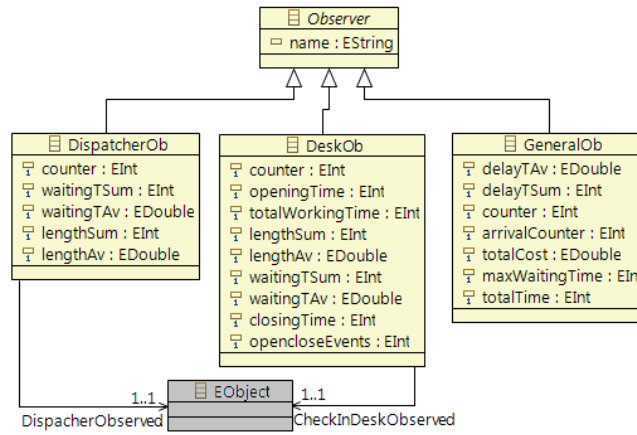 Observer
name : EString
DispatcherOb
counter : EInt
waitingTSum : EInt
waitingTAv : EDouble
lengthSum : EInt
lengthAv : EDouble
DeskOb
counter : EInt
openingTime : EInt
totalWorkingTime : EInt
lengthSum : EInt
lengthAv : EDouble
waitingTSum : EInt
waitingTAv : EDouble
closingTime : EInt
opencloseEvents : EInt
GeneralOb
delayTAv : EDouble
delayTSum : EInt
counter : EInt
arrivalCounter : EInt
totalCost : EDouble
maxWaitingTime : EInt
totalTime : EInt
1..1
EObject
1..1
DispacherObserved
CheckInDeskObserved